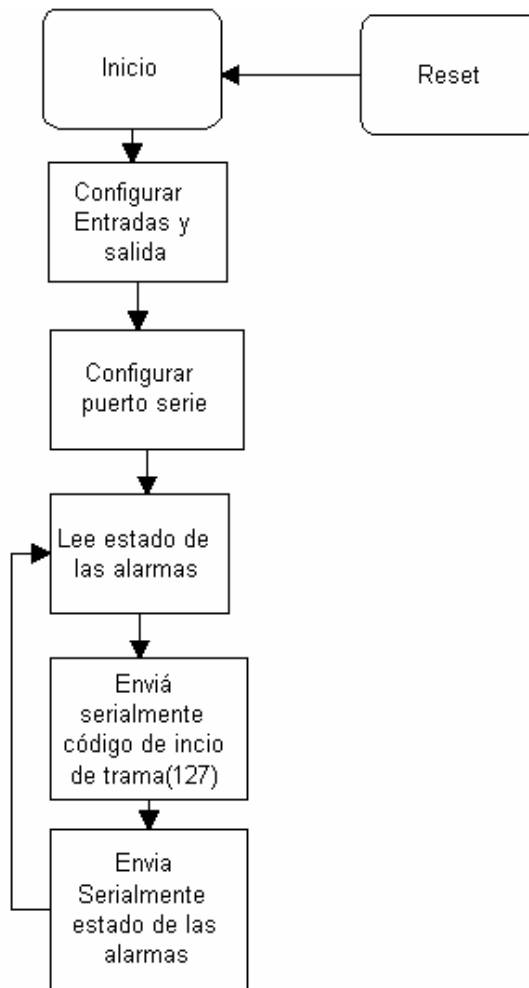 Inicio
Reset
Configurar
Entradas y
salida
Configurar
puerto serie
Lee estado de
las alarmas
Enviá
serialmente
código de incio
de trama(127)
Envia
Serialmente
estado de las
alarmas